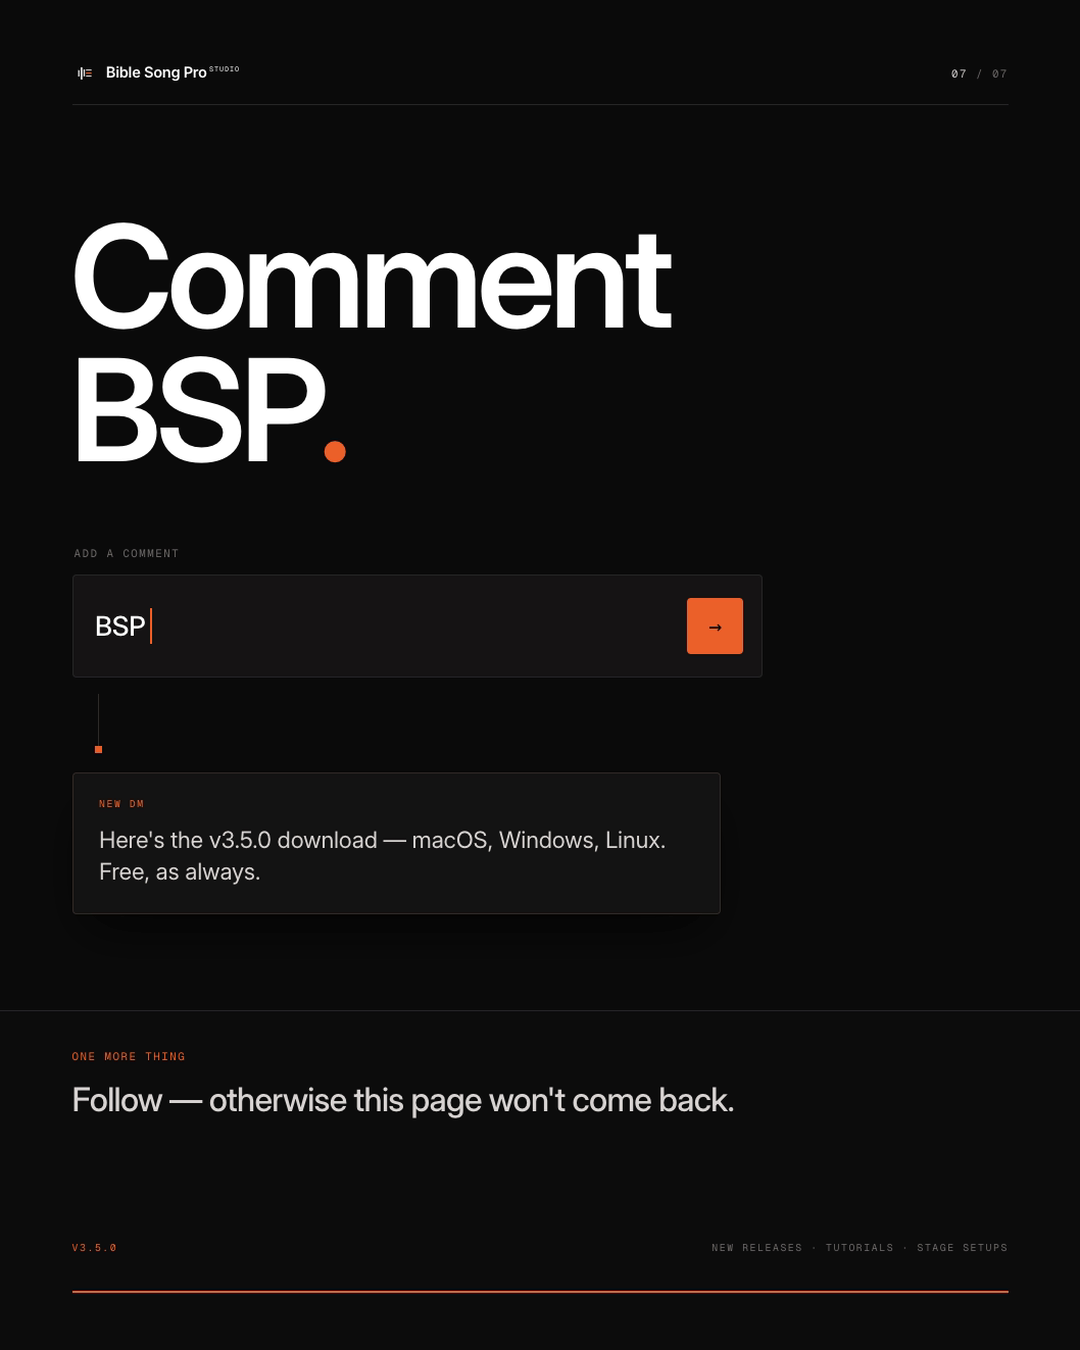 Bible Song Pro STUDIO
07 / 07
Comment
BSP.
ADD A COMMENT
BSP
→
NEW DM
Here's the v3.5.0 download — macOS, Windows, Linux.
Free, as always.
ONE MORE THING
Follow — otherwise this page won't come back.
V3.5.0
NEW RELEASES · TUTORIALS · STAGE SETUPS